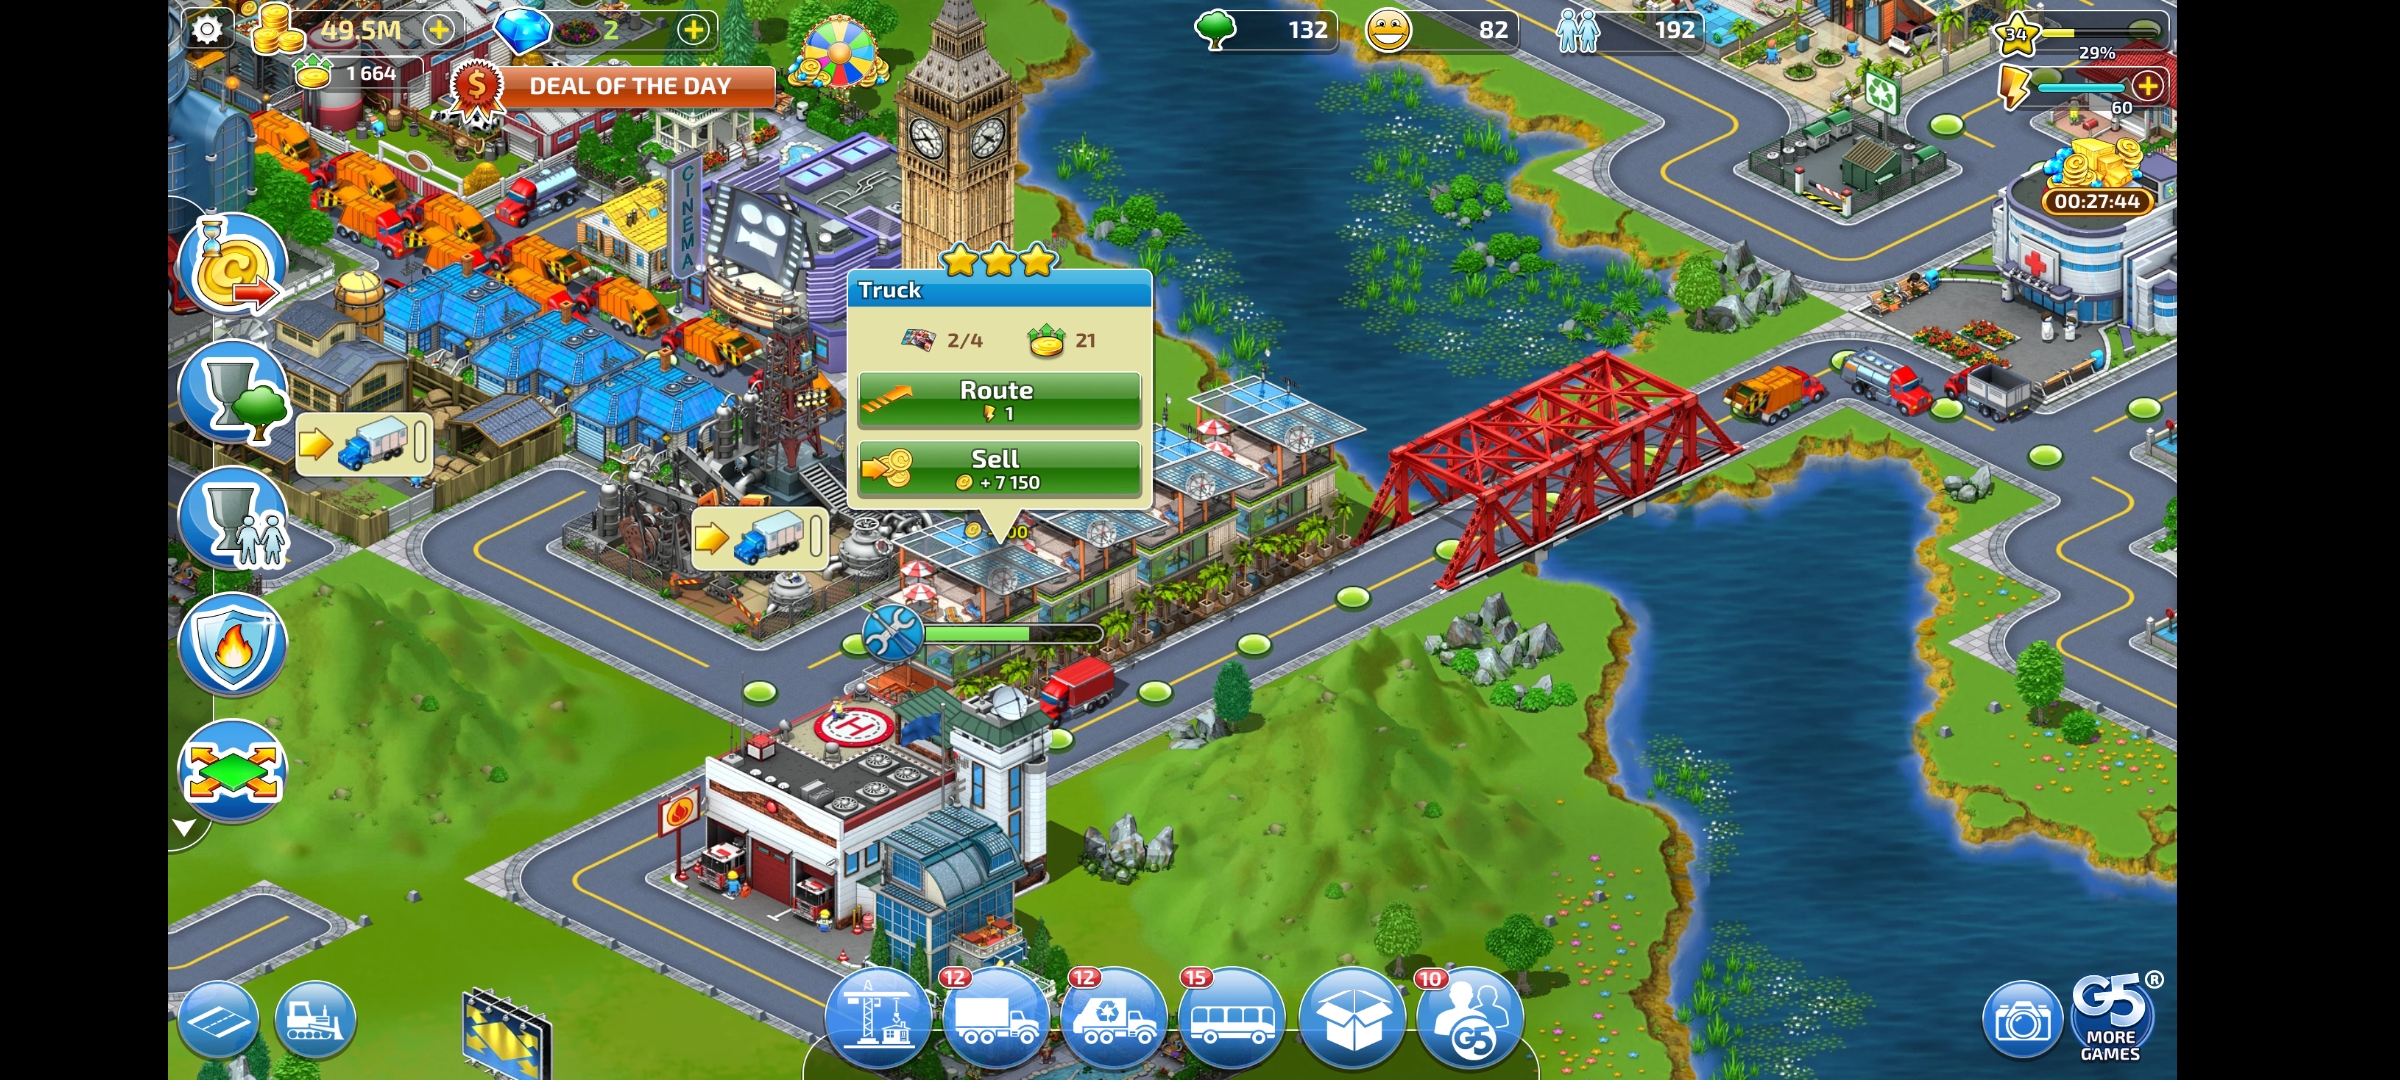 49.5M
2
132
82
192
34
29%
1 664
DEAL OF THE DAY
60
00:27:44
CINEMA
Truck
2/4
21
Route
1
Sell
+7 150
H
12
12
15
10
G5
G5®
MORE
GAMES